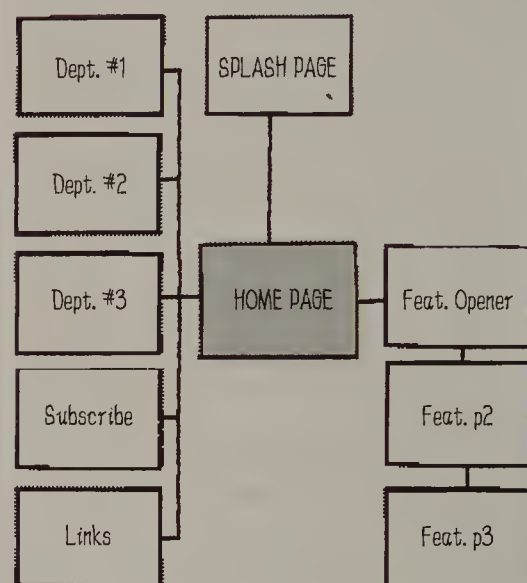 Dept. #1
SPLASH PAGE
Dept. #2
Dept. #3
HOME PAGE
Feat. Opener
Subscribe
Feat. p2
Links
Feat. p3